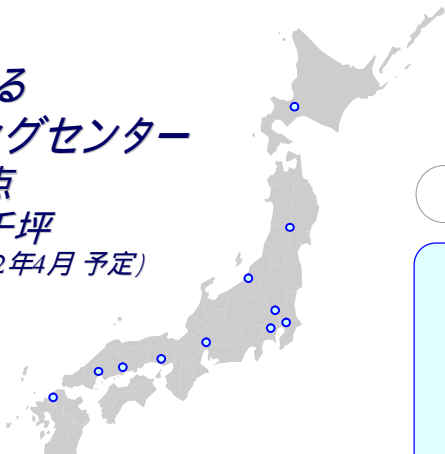 る
グセンター
点
千坪
2年4月 予定）